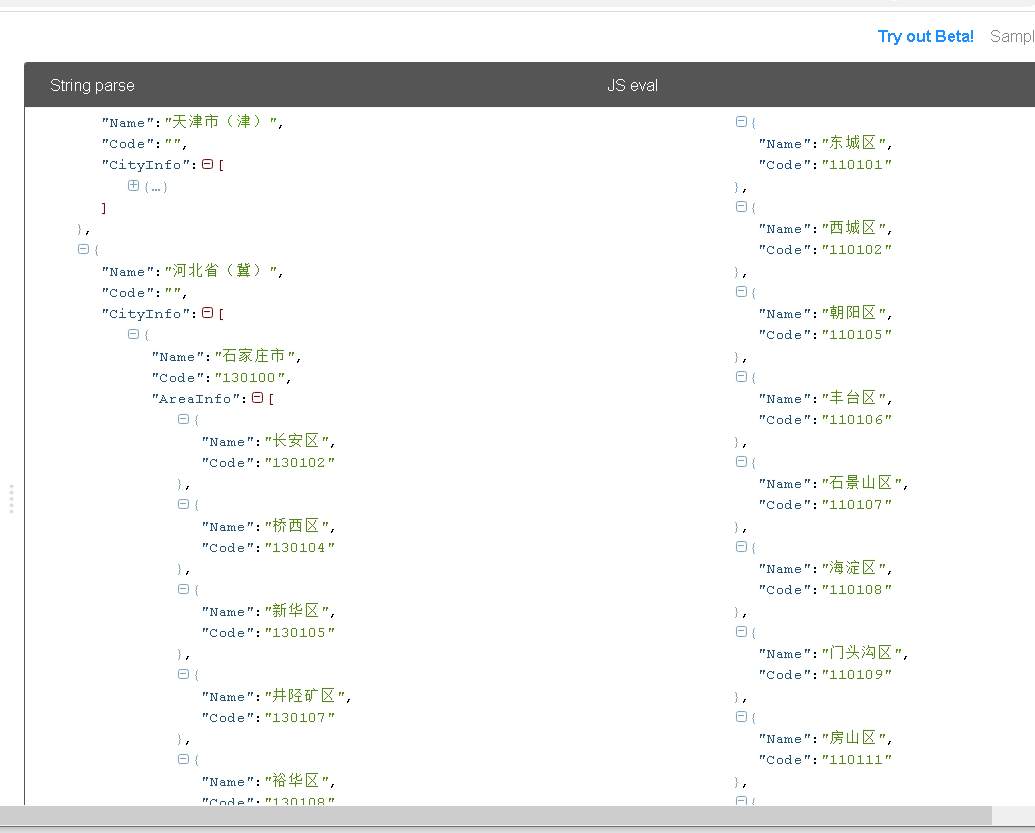 Try out Beta! Sampl
String parse
JS eval
"Name":"天津市（津）",
"Code":"",
"CityInfo": [
{…}
]
},
{
"Name":"河北省（冀）",
"Code":"",
"CityInfo": [
{
"Name":"石家庄市",
"Code":"130100",
"AreaInfo": [
{
"Name":"长安区",
"Code":"130102"
},
{
"Name":"桥西区",
"Code":"130104"
},
{
"Name":"新华区",
"Code":"130105"
},
{
"Name":"井陉矿区",
"Code":"130107"
},
{
"Name":"裕华区",
"Code":"130108"
{
"Name":"东城区",
"Code":"110101"
},
{
"Name":"西城区",
"Code":"110102"
},
{
"Name":"朝阳区",
"Code":"110105"
},
{
"Name":"丰台区",
"Code":"110106"
},
{
"Name":"石景山区",
"Code":"110107"
},
{
"Name":"海淀区",
"Code":"110108"
},
{
"Name":"门头沟区",
"Code":"110109"
},
{
"Name":"房山区",
"Code":"110111"
},
{